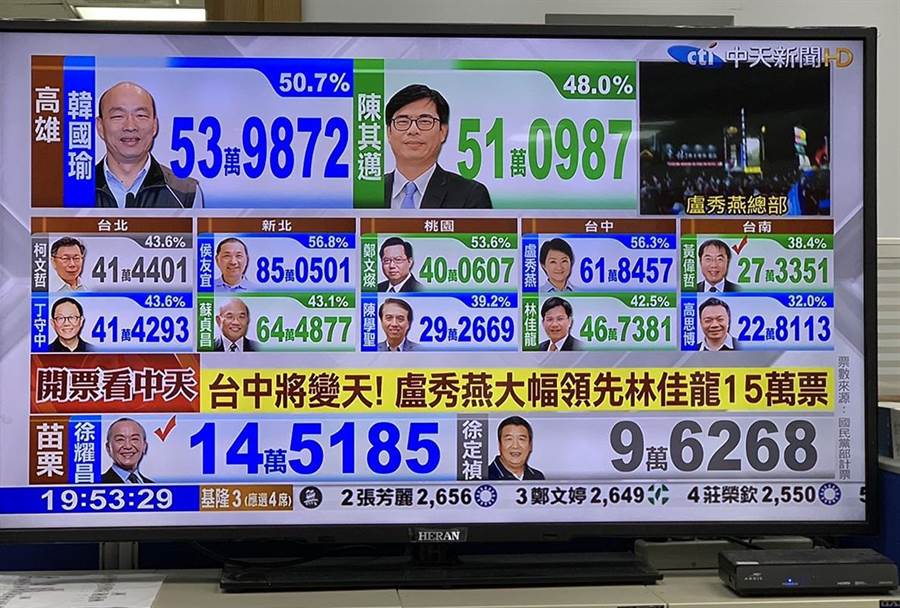 cti 中天新聞HD
高雄
韓國瑜
50.7%
53萬9872
陳其邁
48.0%
51萬0987
盧秀燕總部
台北
柯文哲
43.6%
41萬4401
丁守中
43.6%
41萬4293
新北
侯友宜
56.8%
85萬0501
蘇貞昌
43.1%
64萬4877
桃園
鄭文燦
53.6%
40萬0607
陳學聖
39.2%
29萬2669
台中
盧秀燕
56.3%
61萬8457
林佳龍
42.5%
46萬7381
台南
黃偉哲
38.4%
27萬3351
高思博
32.0%
22萬8113
開票看中天
台中將變天! 盧秀燕大幅領先林佳龍15萬票
票數來源：國民黨部計票
苗栗
徐耀昌
14萬5185
徐定禎
9萬6268
19:53:29
基隆3(應選4席)
2張芳麗2,656
3鄭文婷2,649
4莊榮欽2,550
5
HERAN